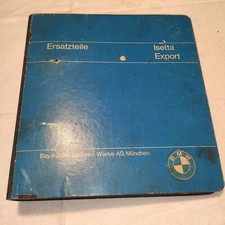 Ersatzteile
Isetta
Export
Bayerische Motoren Werke AG München
BMW